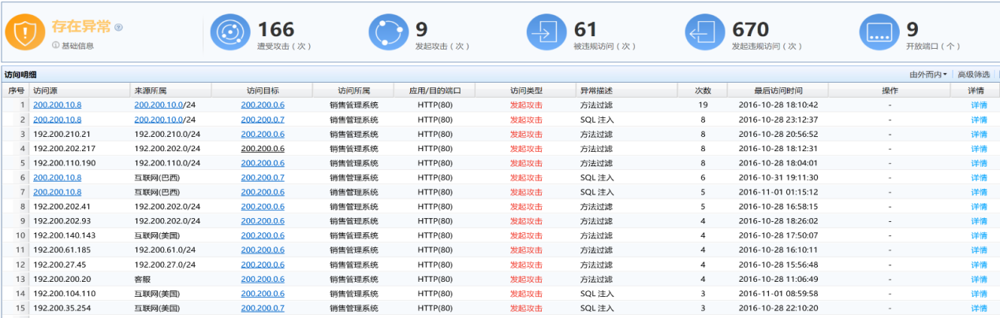 存在异常
基础信息
166
遭受攻击（次）
9
发起攻击（次）
61
被违规访问（次）
670
发起违规访问（次）
9
开放端口（个）
访问明细 由外而内 高级筛选
序号 访问源 来源所属 访问目标 访问所属 应用/目的端口 访问类型 异常描述 次数 最后访问时间 操作 详情
1 200.200.10.8 200.200.10.0/24 200.200.0.6 销售管理系统 HTTP(80) 发起攻击 方法过滤 19 2016-10-28 18:10:42 - 详情
2 200.200.10.8 200.200.10.0/24 200.200.0.7 销售管理系统 HTTP(80) 发起攻击 SQL 注入 8 2016-10-28 23:12:37 - 详情
3 192.200.210.21 192.200.210.0/24 200.200.0.6 销售管理系统 HTTP(80) 发起攻击 方法过滤 8 2016-10-28 20:56:52 - 详情
4 192.200.202.217 192.200.202.0/24 200.200.0.6 销售管理系统 HTTP(80) 发起攻击 方法过滤 8 2016-10-28 18:12:31 - 详情
5 192.200.110.190 192.200.110.0/24 200.200.0.6 销售管理系统 HTTP(80) 发起攻击 方法过滤 8 2016-10-28 18:04:01 - 详情
6 200.200.10.8 互联网(巴西) 200.200.0.7 销售管理系统 HTTP(80) 发起攻击 SQL 注入 6 2016-10-31 19:11:30 - 详情
7 200.200.10.8 互联网(巴西) 200.200.0.6 销售管理系统 HTTP(80) 发起攻击 SQL 注入 5 2016-11-01 01:15:12 - 详情
8 192.200.202.41 192.200.202.0/24 200.200.0.6 销售管理系统 HTTP(80) 发起攻击 方法过滤 5 2016-10-28 16:58:15 - 详情
9 192.200.202.93 192.200.202.0/24 200.200.0.6 销售管理系统 HTTP(80) 发起攻击 方法过滤 4 2016-10-28 18:26:02 - 详情
10 192.200.140.143 互联网(美国) 200.200.0.6 销售管理系统 HTTP(80) 发起攻击 方法过滤 4 2016-10-28 17:50:07 - 详情
11 192.200.61.185 192.200.61.0/24 200.200.0.6 销售管理系统 HTTP(80) 发起攻击 方法过滤 4 2016-10-28 16:10:11 - 详情
12 192.200.27.45 192.200.27.0/24 200.200.0.6 销售管理系统 HTTP(80) 发起攻击 方法过滤 4 2016-10-28 15:56:48 - 详情
13 192.200.200.20 客服 200.200.0.6 销售管理系统 HTTP(80) 发起攻击 方法过滤 4 2016-10-28 11:06:49 - 详情
14 192.200.104.110 互联网(美国) 200.200.0.6 销售管理系统 HTTP(80) 发起攻击 SQL 注入 3 2016-11-01 08:59:58 - 详情
15 192.200.35.254 互联网(美国) 200.200.0.7 销售管理系统 HTTP(80) 发起攻击 SQL 注入 3 2016-10-28 22:10:20 - 详情